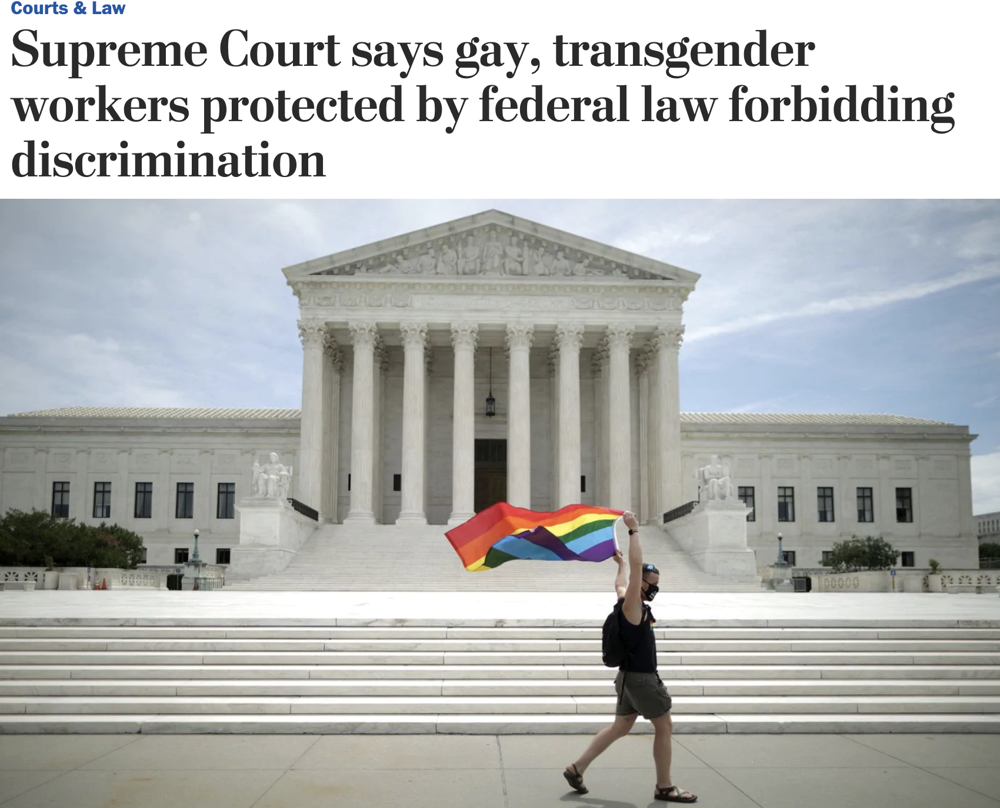 Courts & Law
Supreme Court says gay, transgender
workers protected by federal law forbidding
discrimination